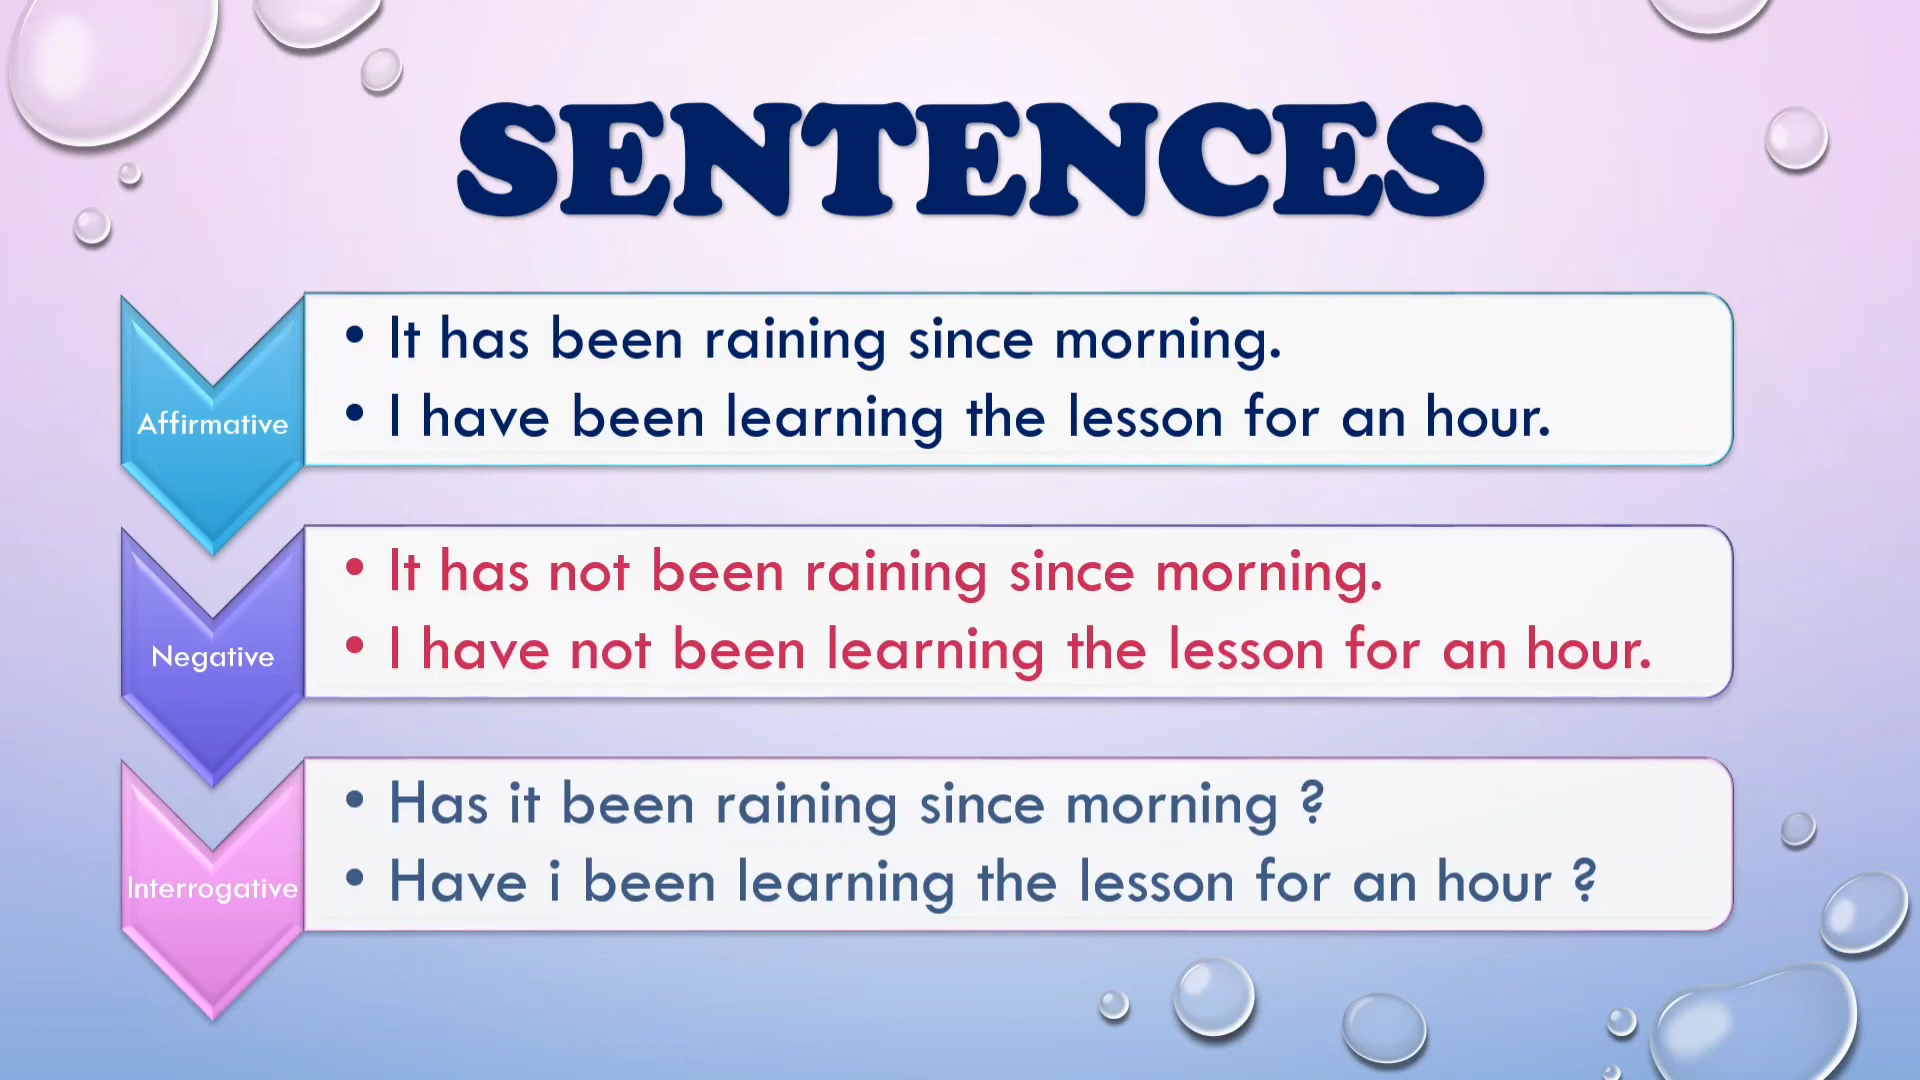 SENTENCES
Affirmative
• It has been raining since morning.
• I have been learning the lesson for an hour.
Negative
• It has not been raining since morning.
• I have not been learning the lesson for an hour.
Interrogative
• Has it been raining since morning ?
• Have i been learning the lesson for an hour ?